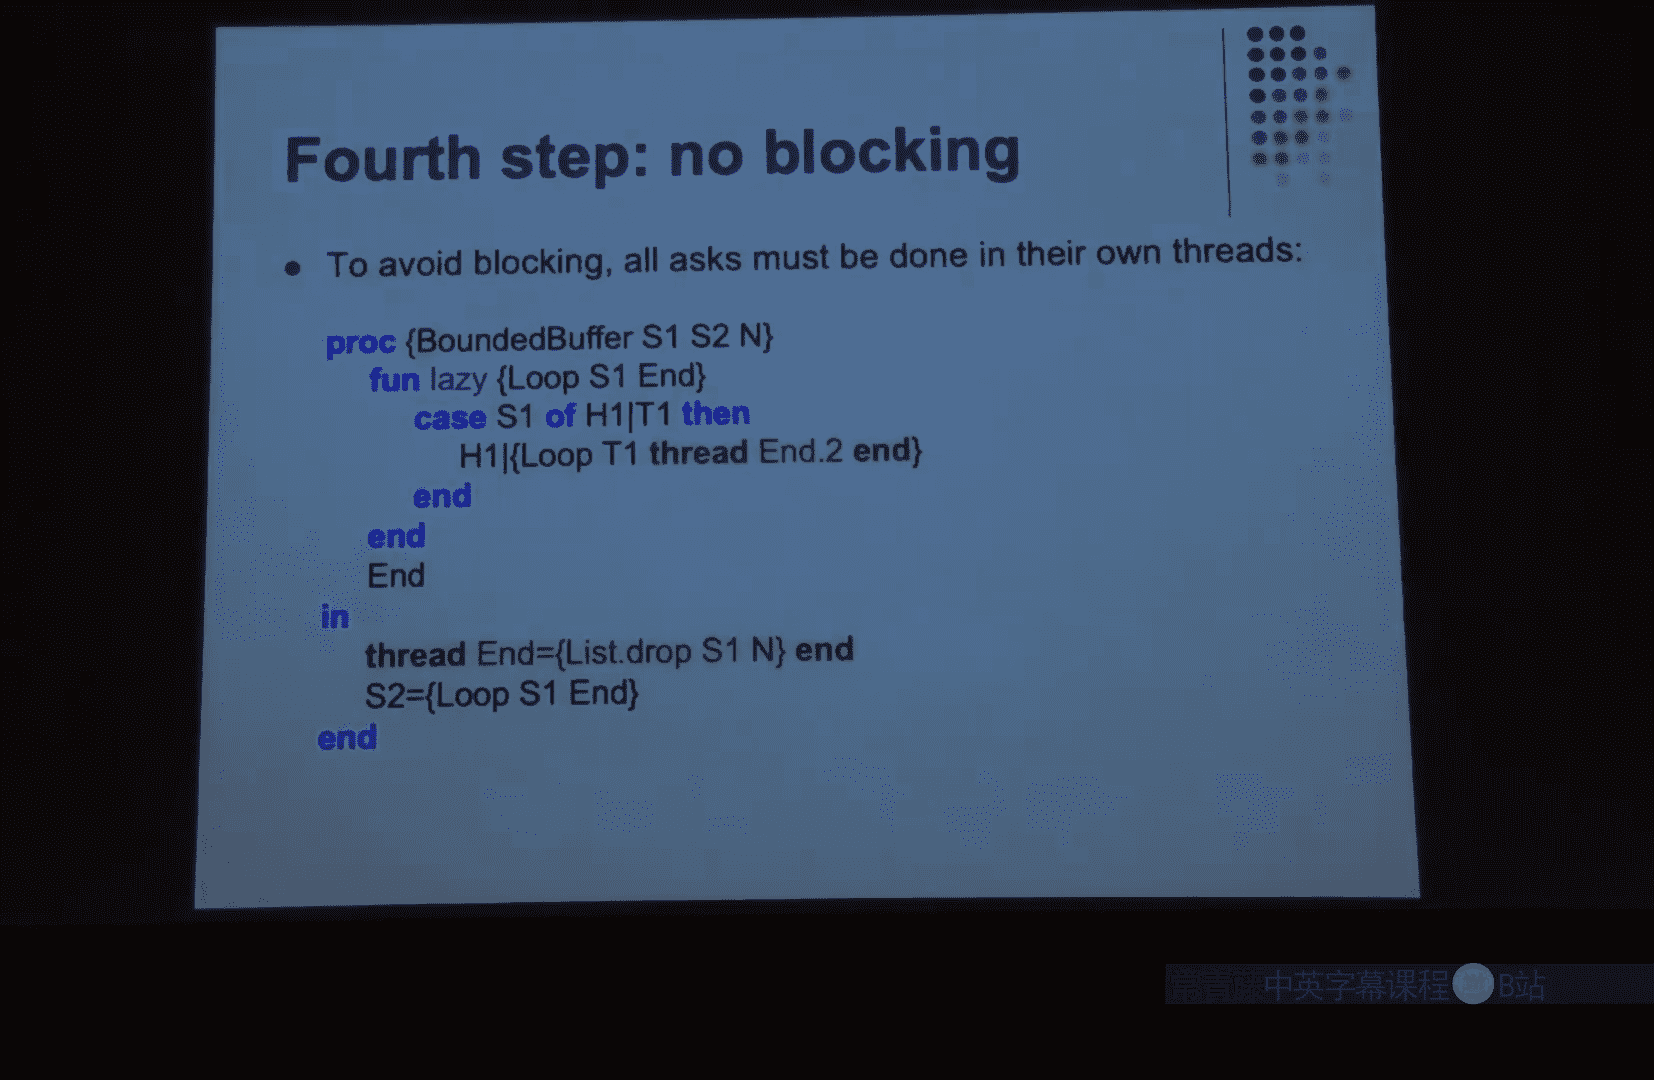 Fourth step: no blocking
● To avoid blocking, all asks must be done in their own threads:
proc {BoundedBuffer S1 S2 N}
fun lazy {Loop S1 End}
case S1 of H1|T1 then
H1|{Loop T1 thread End.2 end}
end
end
End
in
thread End={List.drop S1 N} end
S2={Loop S1 End}
end
中英字幕课程 B站